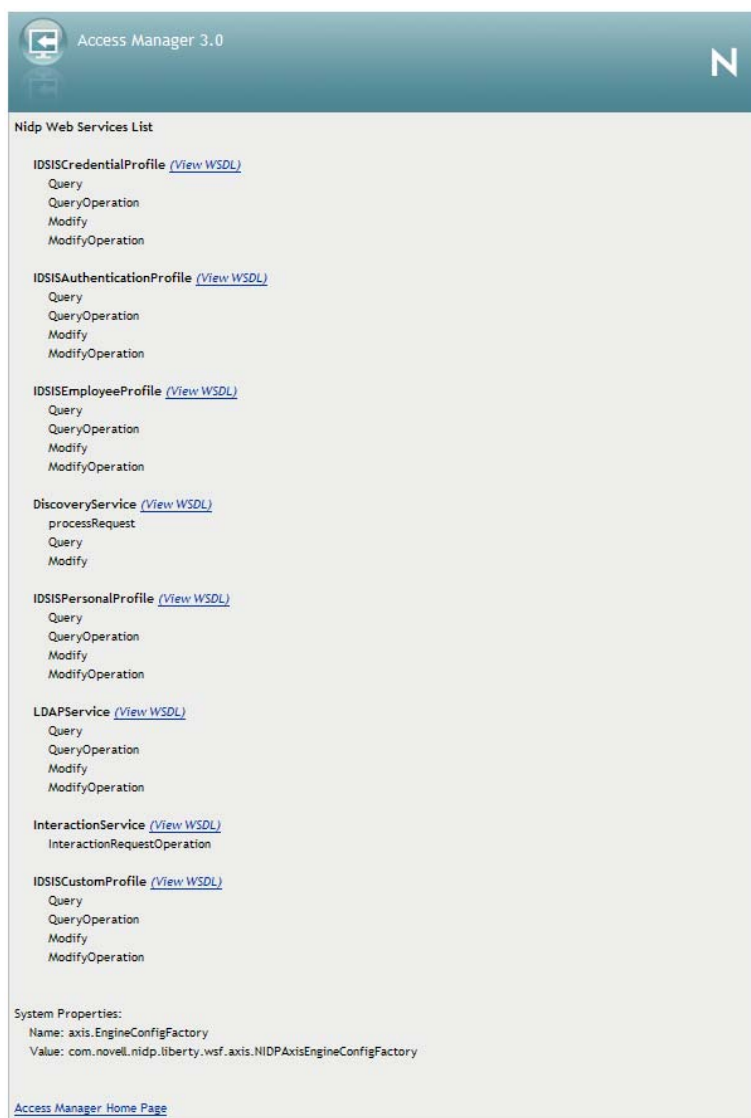 Access Manager 3.0
N
Nidp Web Services List
IDSISCredentialProfile (View WSDL)
Query
QueryOperation
Modify
ModifyOperation
IDSISAuthenticationProfile (View WSDL)
Query
QueryOperation
Modify
ModifyOperation
IDSISEmployeeProfile (View WSDL)
Query
QueryOperation
Modify
ModifyOperation
DiscoveryService (View WSDL)
processRequest
Query
Modify
IDSISPersonalProfile (View WSDL)
Query
QueryOperation
Modify
ModifyOperation
LDAPService (View WSDL)
Query
QueryOperation
Modify
ModifyOperation
InteractionService (View WSDL)
InteractionRequestOperation
IDSISCustomProfile (View WSDL)
Query
QueryOperation
Modify
ModifyOperation
System Properties:
Name: axis.EngineConfigFactory
Value: com.novell.nidp.liberty.wsf.axis.NIDPAxisEngineConfigFactory
Access Manager Home Page